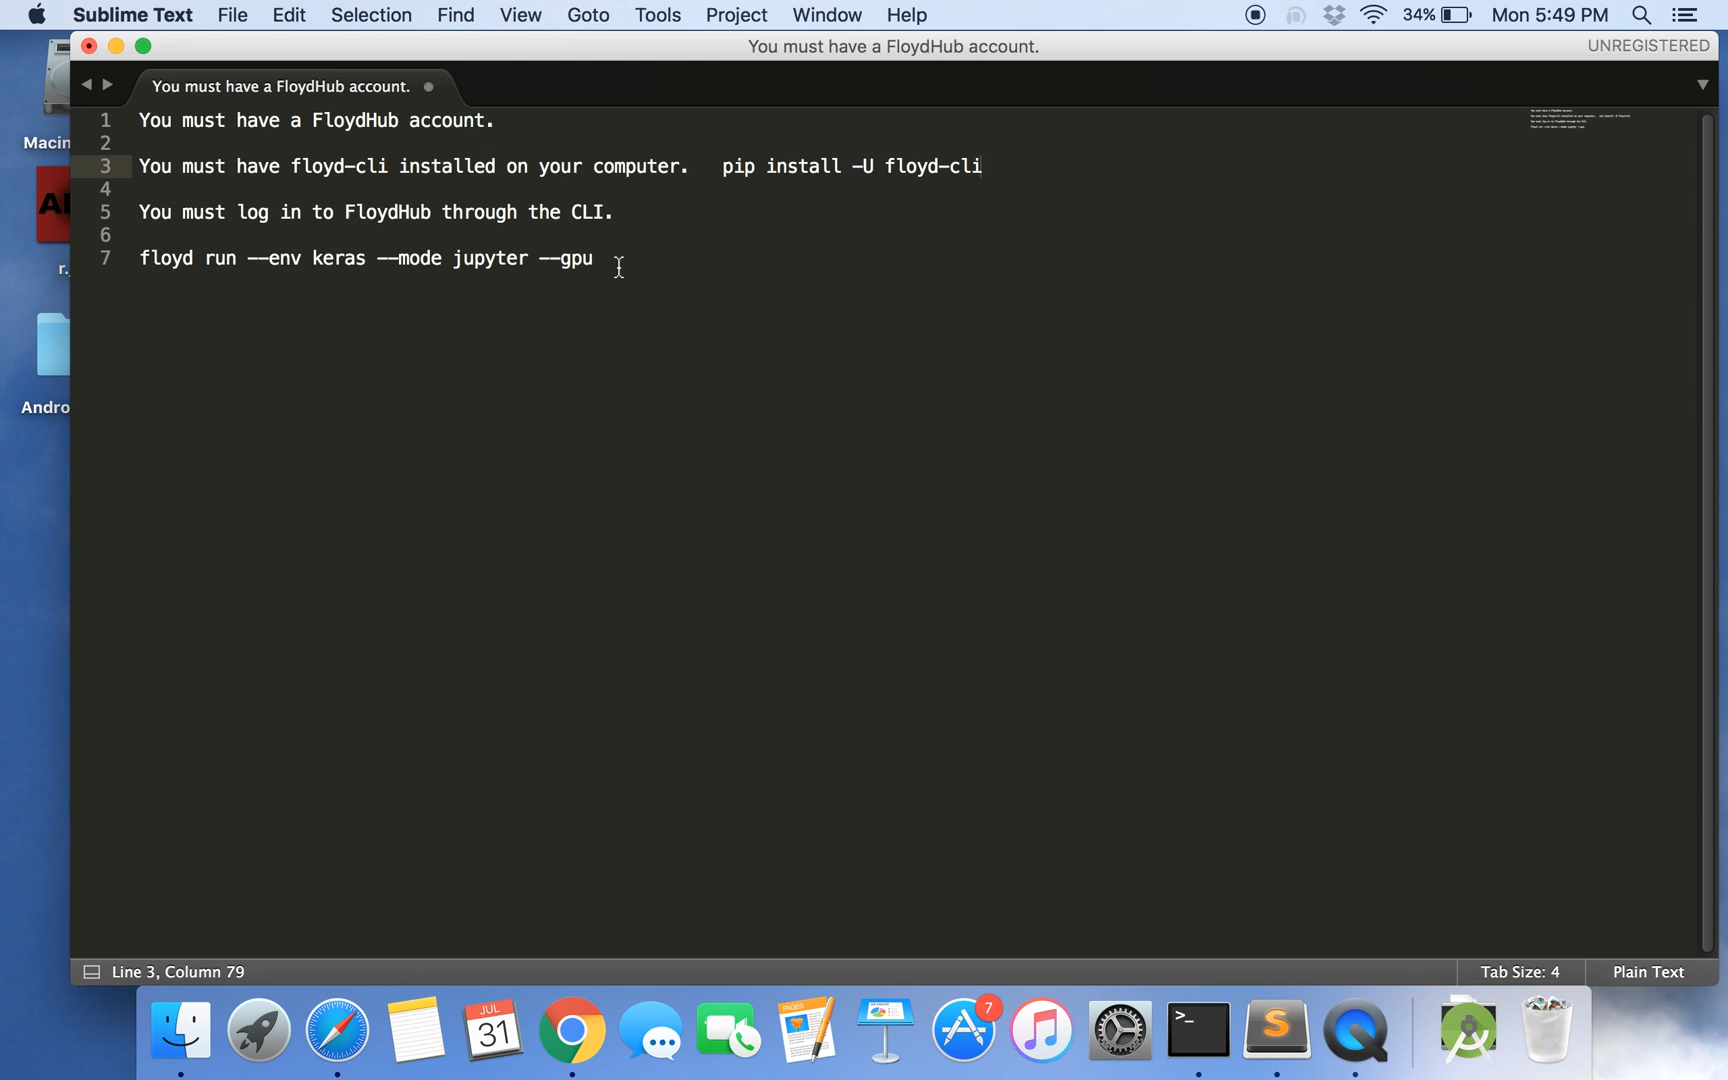 Sublime Text File Edit Selection Find View Goto Tools Project Window Help 34% Mon 5:49 PM
You must have a FloydHub account. UNREGISTERED
You must have a FloydHub account.
1 You must have a FloydHub account.
2
3 You must have floyd-cli installed on your computer. pip install -U floyd-cli
4
5 You must log in to FloydHub through the CLI.
6
7 floyd run --env keras --mode jupyter --gpu
Macin
r.
Andro
Line 3, Column 79 Tab Size: 4 Plain Text
JUL
31
PAGES
7
>_
S